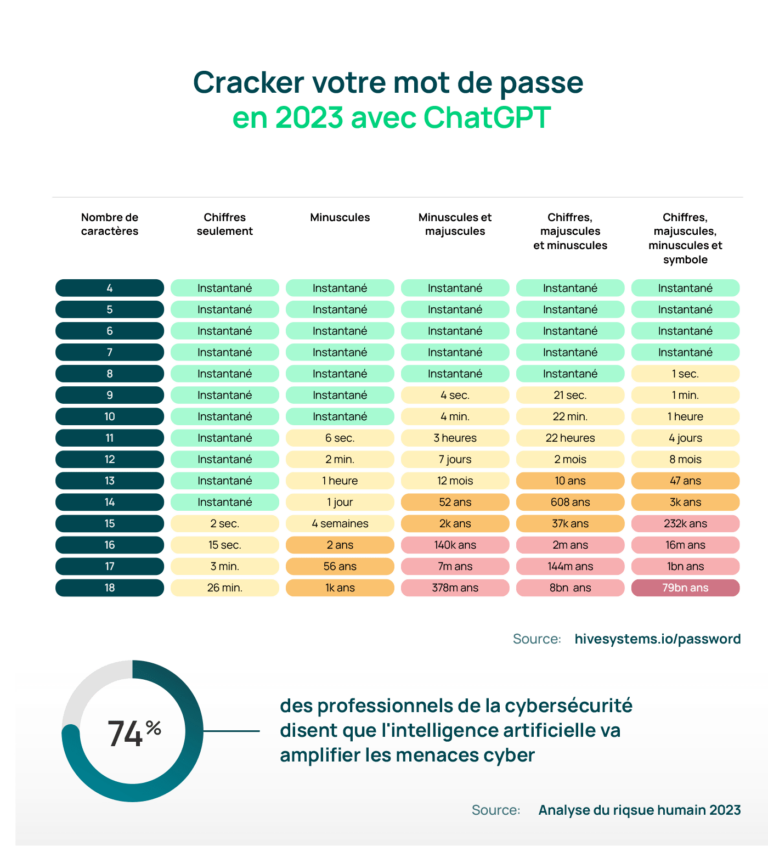 Cracker votre mot de passe
en 2023 avec ChatGPT
Nombre de caractères Chiffres seulement Minuscules Minuscules et majuscules Chiffres, majuscules et minuscules Chiffres, majuscules, minuscules et symbole
4 Instantané Instantané Instantané Instantané Instantané
5 Instantané Instantané Instantané Instantané Instantané
6 Instantané Instantané Instantané Instantané Instantané
7 Instantané Instantané Instantané Instantané Instantané
8 Instantané Instantané Instantané Instantané 1 sec.
9 Instantané Instantané 4 sec. 21 sec. 1 min.
10 Instantané Instantané 4 min. 22 min. 1 heure
11 Instantané 6 sec. 3 heures 22 heures 4 jours
12 Instantané 2 min. 7 jours 2 mois 8 mois
13 Instantané 1 heure 12 mois 10 ans 47 ans
14 Instantané 1 jour 52 ans 608 ans 3k ans
15 2 sec. 4 semaines 2k ans 37k ans 232k ans
16 15 sec. 2 ans 140k ans 2m ans 16m ans
17 3 min. 56 ans 7m ans 144m ans 1bn ans
18 26 min. 1k ans 378m ans 8bn ans 79bn ans
Source: hivesystems.io/password
74%
des professionnels de la cybersécurité
disent que l'intelligence artificielle va
amplifier les menaces cyber
Source: Analyse du riqsue humain 2023